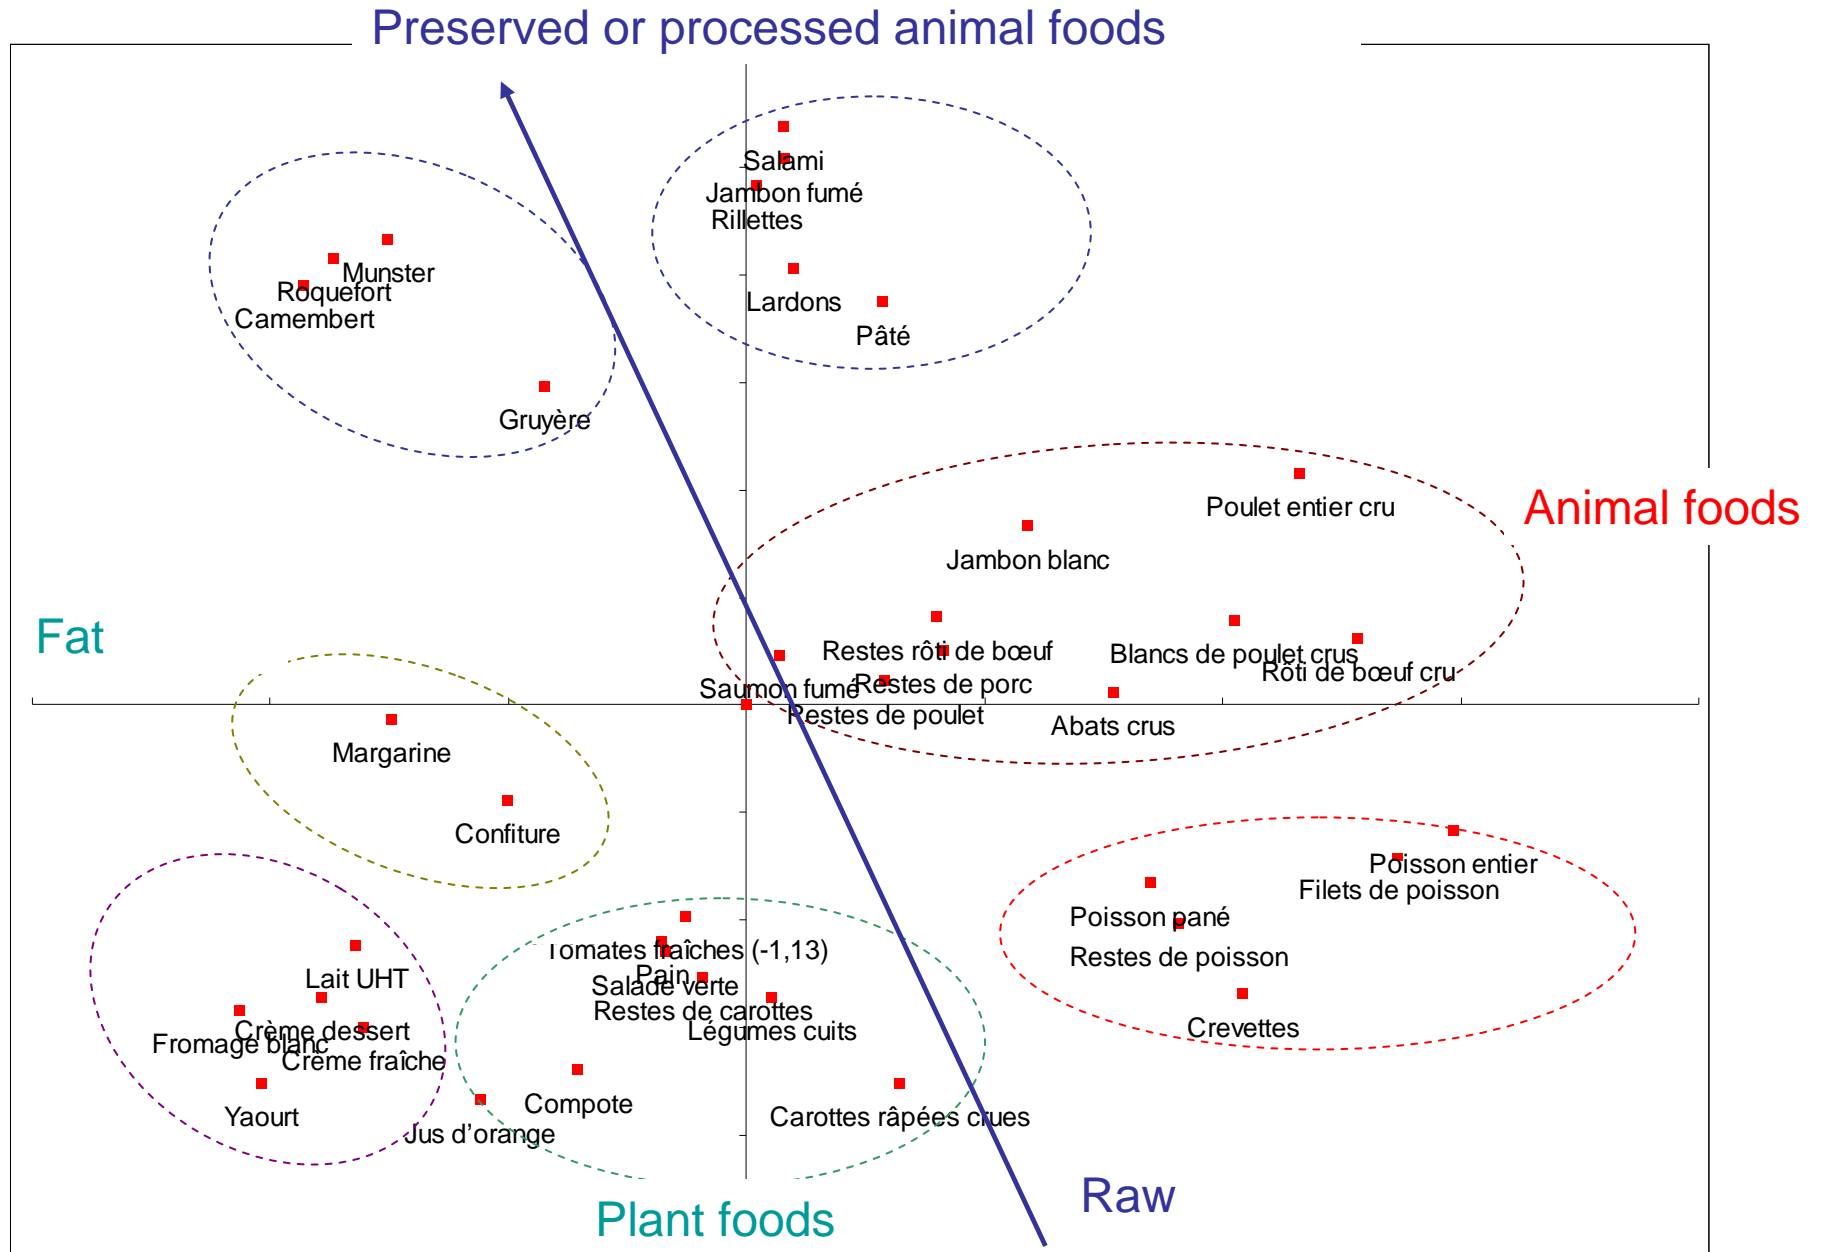 Preserved or processed animal foods
Salami
Jambon fumé
Rillettes
Munster
Roquefort
Camembert
Lardons
Pâté
Gruyère
Poulet entier cru
Animal foods
Jambon blanc
Fat
Restes rôti de bœuf
Blancs de poulet crus
Rôti de bœuf cru
Saumon fumé
Restes de porc
Restes de poulet
Abats crus
Margarine
Confiture
Poisson entier
Filets de poisson
Poisson pané
Restes de poisson
Tomates fraîches (-1,13)
Pain
Salade verte
Restes de carottes
Légumes cuits
Lait UHT
Crème dessert
Fromage blanc
Crème fraîche
Crevettes
Yaourt
Compote
Jus d’orange
Carottes râpées crues
Raw
Plant foods